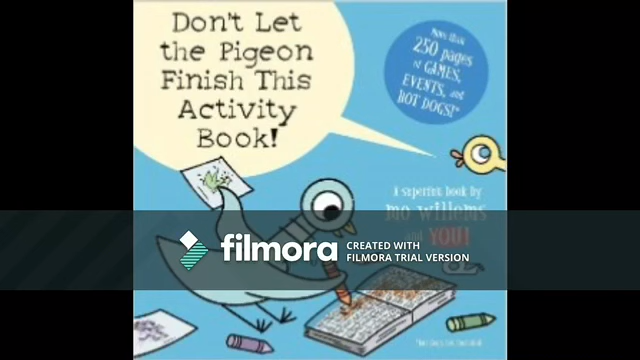 Don't Let
the Pigeon
Finish This
Activity
Book!
More than
250 pages
of GAMES,
EVENTS, and
HOT DOGS!*
A superfun book by
mo willems
and YOU!
filmora
CREATED WITH
FILMORA TRIAL VERSION